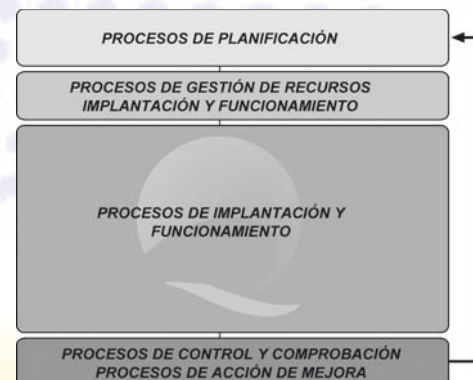 PROCESOS DE PLANIFICACIÓN
PROCESOS DE GESTIÓN DE RECURSOS
IMPLANTACIÓN Y FUNCIONAMIENTO
PROCESOS DE IMPLANTACIÓN Y
FUNCIONAMIENTO
PROCESOS DE CONTROL Y COMPROBACIÓN
PROCESOS DE ACCIÓN DE MEJORA